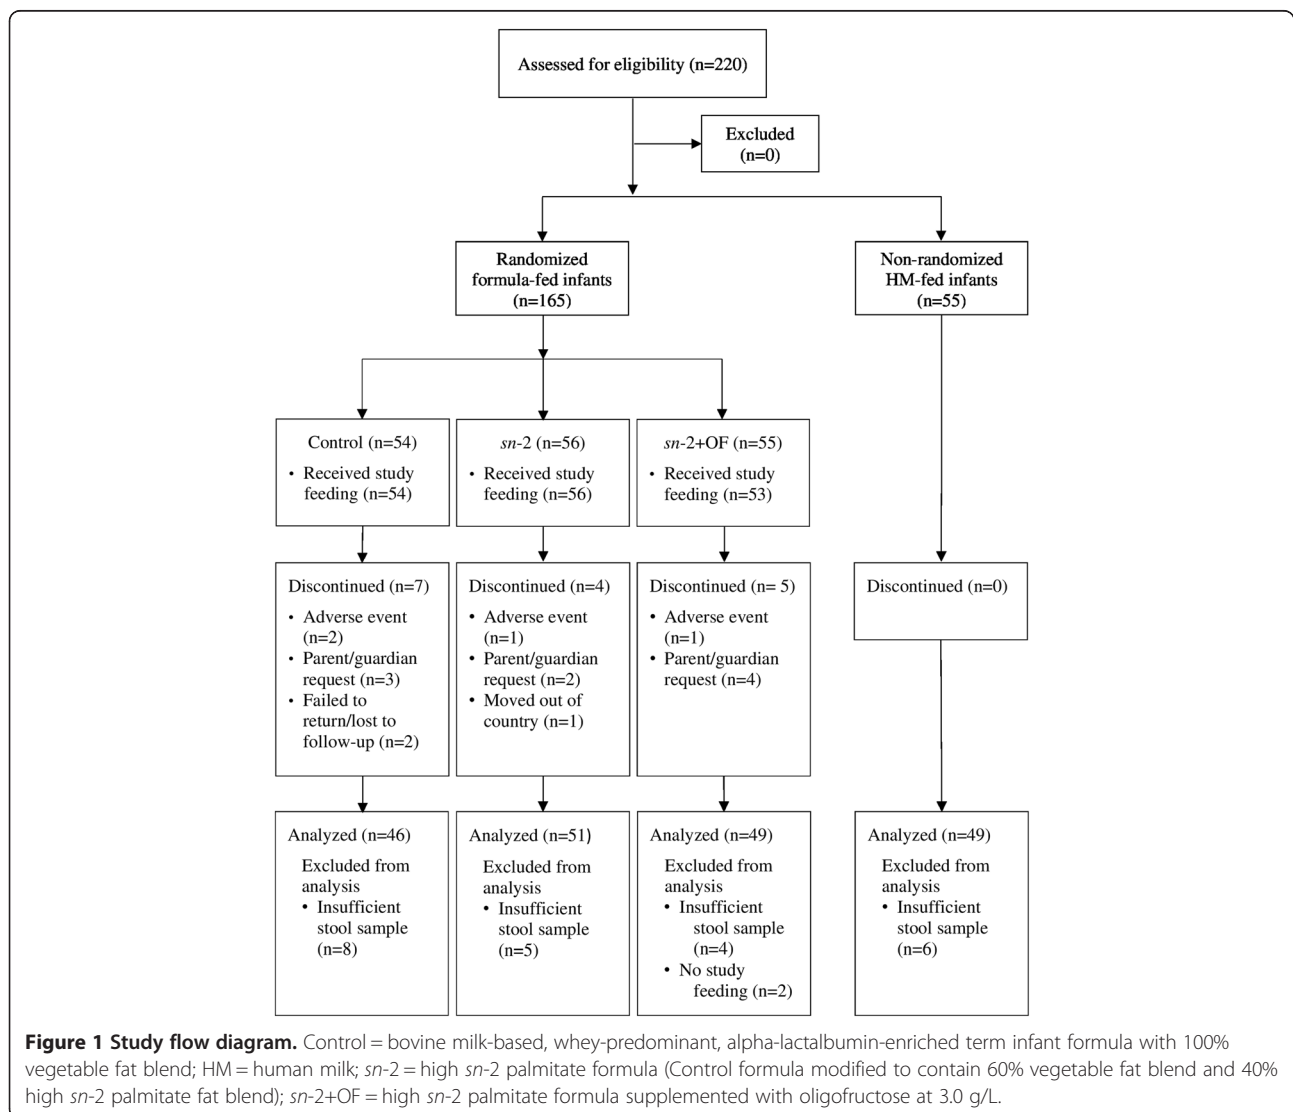 Assessed for eligibility (n=220)
Excluded
(n=0)
Randomized
formula-fed infants
(n=165)
Non-randomized
HM-fed infants
(n=55)
Control (n=54)
• Received study
feeding (n=54)
sn-2 (n=56)
• Received study
feeding (n=56)
sn-2+OF (n=55)
• Received study
feeding (n=53)
Discontinued (n=7)
• Adverse event
(n=2)
• Parent/guardian
request (n=3)
• Failed to
return/lost to
follow-up (n=2)
Discontinued (n=4)
• Adverse event
(n=1)
• Parent/guardian
request (n=2)
• Moved out of
country (n=1)
Discontinued (n= 5)
• Adverse event
(n=1)
• Parent/guardian
request (n=4)
Discontinued (n=0)
Analyzed (n=46)
Excluded from
analysis
• Insufficient
stool sample
(n=8)
Analyzed (n=51)
Excluded from
analysis
• Insufficient
stool sample
(n=5)
Analyzed (n=49)
Excluded from
analysis
• Insufficient
stool sample
(n=4)
• No study
feeding (n=2)
Analyzed (n=49)
Excluded from
analysis
• Insufficient
stool sample
(n=6)
Figure 1 Study flow diagram. Control = bovine milk-based, whey-predominant, alpha-lactalbumin-enriched term infant formula with 100%
vegetable fat blend; HM = human milk; sn-2 = high sn-2 palmitate formula (Control formula modified to contain 60% vegetable fat blend and 40%
high sn-2 palmitate fat blend); sn-2+OF = high sn-2 palmitate formula supplemented with oligofructose at 3.0 g/L.